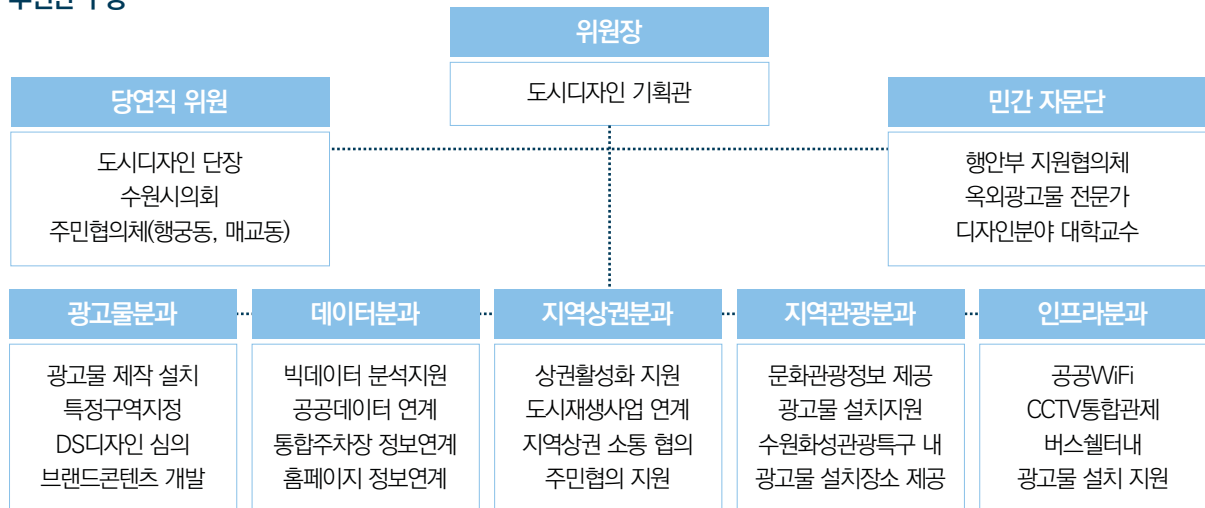 위원장
도시디자인 기획관
당연직 위원
도시디자인 단장
수원시의회
주민협의체(행궁동, 매교동)
민간 자문단
행안부 지원협의체
옥외광고물 전문가
디자인분야 대학교수
광고물분과
광고물 제작 설치
특정구역지정
DS디자인 심의
브랜드콘텐츠 개발
데이터분과
빅데이터 분석지원
공공데이터 연계
통합주차장 정보연계
홈페이지 정보연계
지역상권분과
상권활성화 지원
도시재생사업 연계
지역상권 소통 협의
주민협의 지원
지역관광분과
문화관광정보 제공
광고물 설치지원
수원화성관광특구 내
광고물 설치장소 제공
인프라분과
공공WiFi
CCTV통합관제
버스쉘터내
광고물 설치 지원